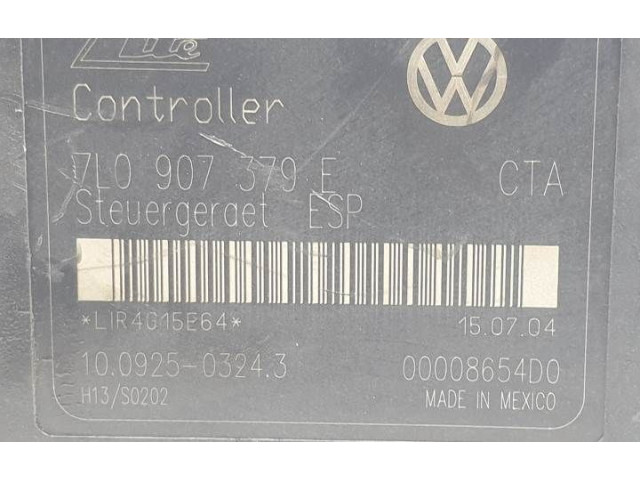 Ate
Controller
7L0 907 379 E CTA
Steuergeraet ESP
*LIR4G15E64* 15.07.04
10.0925-0324.3 00008654D0
H13/S0202 MADE IN MEXICO